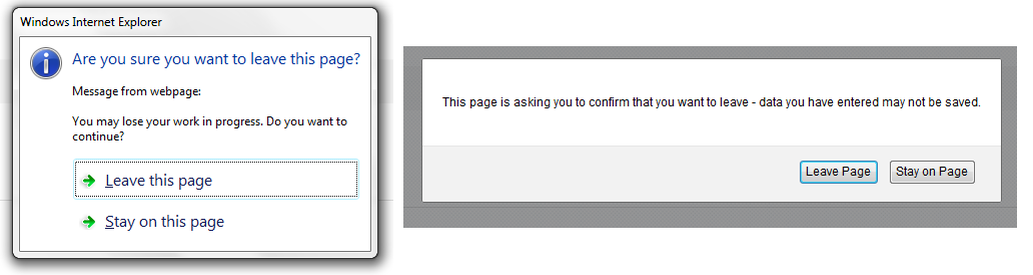 Windows Internet Explorer
Are you sure you want to leave this page?
Message from webpage:
You may lose your work in progress. Do you want to
continue?
Leave this page
Stay on this page
This page is asking you to confirm that you want to leave - data you have entered may not be saved.
Leave Page
Stay on Page